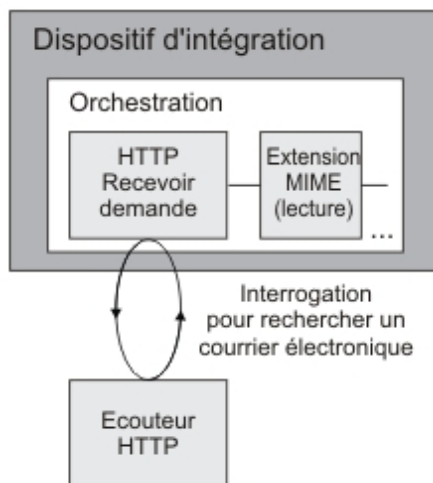 Dispositif d'intégration
Orchestration
HTTP
Recevoir
demande
Extension
MIME
(lecture)
...
Interrogation
pour rechercher un
courrier électronique
Ecouteur
HTTP